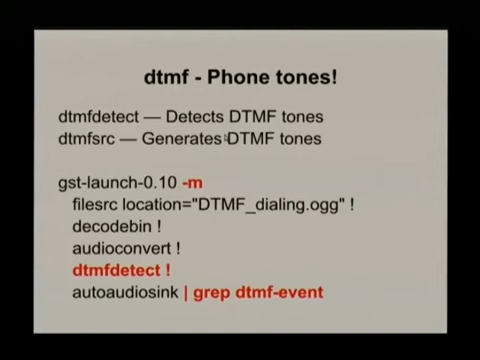 dtmf - Phone tones!
dtmfdetect — Detects DTMF tones
dtmfsrc — Generates DTMF tones
gst-launch-0.10 -m
filesrc location="DTMF_dialing.ogg" !
decodebin !
audioconvert !
dtmfdetect !
autoaudiosink | grep dtmf-event